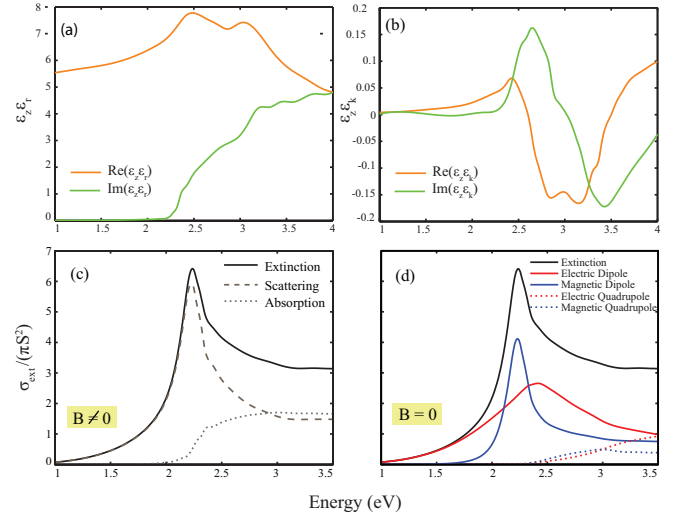 (a)
ε_z ε_r
8
7
6
5
4
3
2
1
0
Re(ε_z ε_r)
Im(ε_z ε_r)
1
1.5
2
2.5
3
3.5
4
(b)
ε_z ε_k
0.2
0.15
0.10
0.05
0
-0.1
-0.15
-0.2
Re(ε_z ε_k)
Im(ε_z ε_k)
1
1.5
2
2.5
3
3.5
4
(c)
σ_ext/(πS²)
7
6
5
4
3
2
1
0
Extinction
Scattering
Absorption
B ≠ 0
1
1.5
2
2.5
3
3.5
(d)
Extinction
Electric Dipole
Magnetic Dipole
Electric Quadrupole
Magnetic Quadrupole
B = 0
1
1.5
2
2.5
3
3.5
Energy (eV)